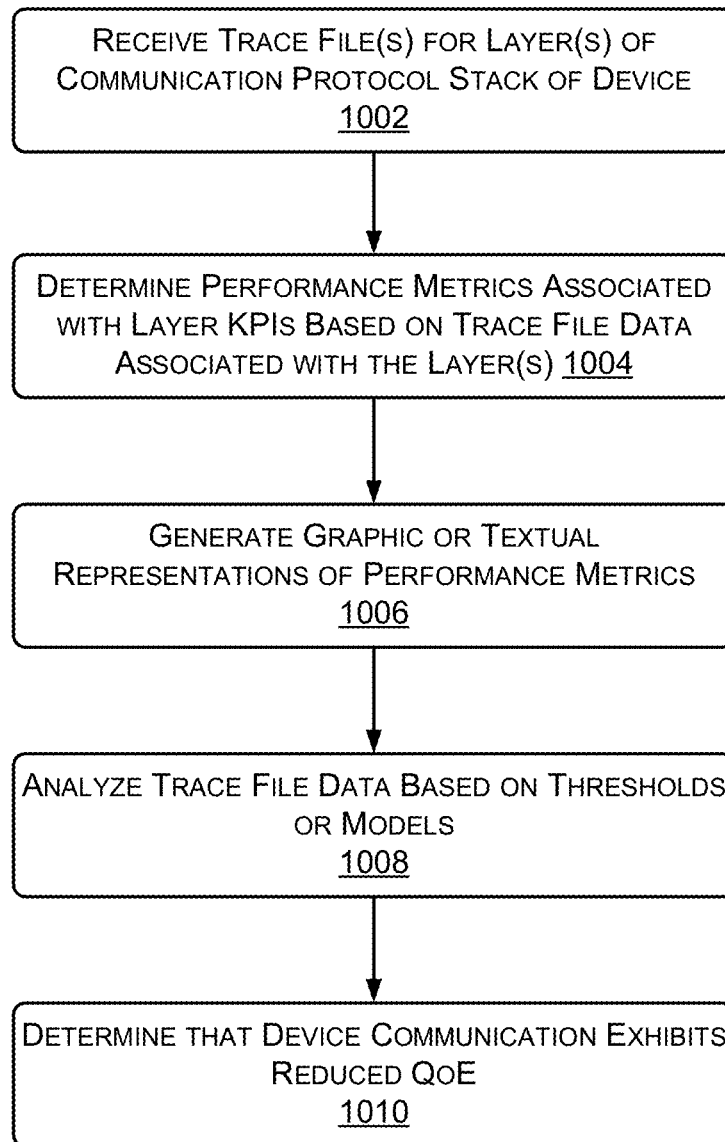 RECEIVE TRACE FILE(S) FOR LAYER(S) OF
COMMUNICATION PROTOCOL STACK OF DEVICE
1002
DETERMINE PERFORMANCE METRICS ASSOCIATED
WITH LAYER KPIS BASED ON TRACE FILE DATA
ASSOCIATED WITH THE LAYER(S) 1004
GENERATE GRAPHIC OR TEXTUAL
REPRESENTATIONS OF PERFORMANCE METRICS
1006
ANALYZE TRACE FILE DATA BASED ON THRESHOLDS
OR MODELS
1008
DETERMINE THAT DEVICE COMMUNICATION EXHIBITS
REDUCED QOE
1010